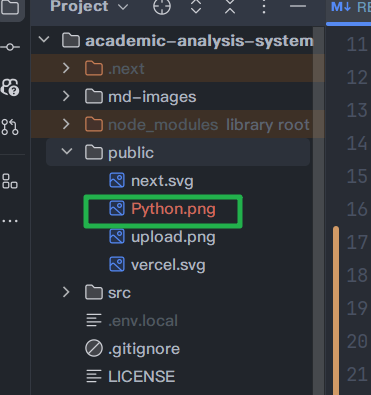 Project
M↓ RE
academic-analysis-system
.next
md-images
node_modules library root
public
next.svg
Python.png
upload.png
vercel.svg
src
.env.local
.gitignore
LICENSE
11
12
13
14
15
16
17
18
19
20
21